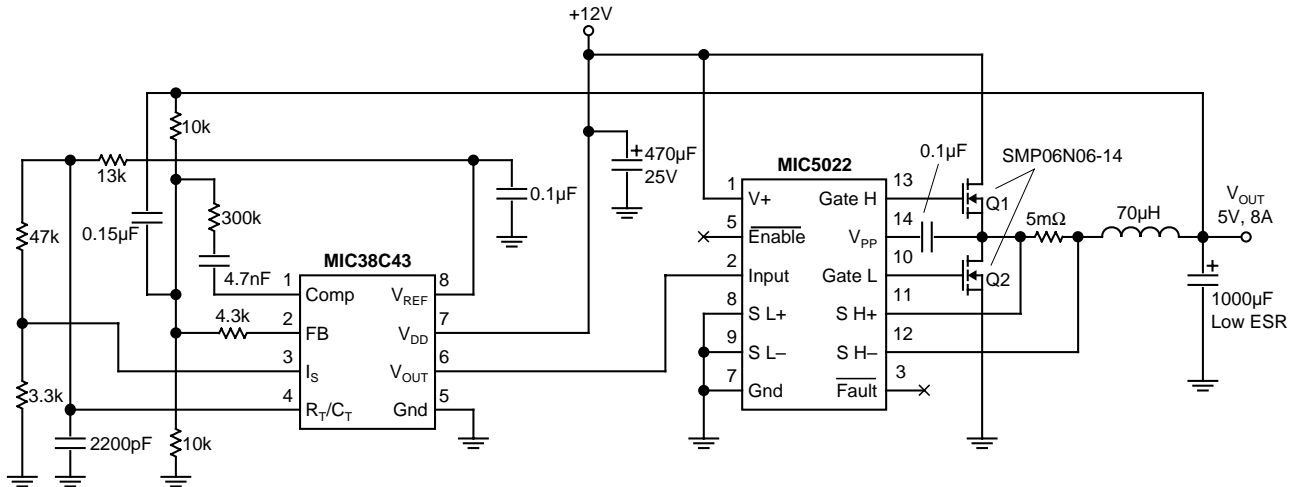 +12V
10k
13k
470µF
25V
0.1µF
MIC5022
0.1µF
SMP06N06-14
1
V+
Gate H
13
Q1
5
Enable
VPP
14
5mΩ
70µH
VOUT
5V, 8A
47k
0.15µF
300k
4.7nF
MIC38C43
1
Comp
VREF
8
2
Input
Gate L
10
Q2
4.3k
2
FB
VDD
7
8
S L+
S H+
11
1000µF
Low ESR
3
IS
VOUT
6
9
S L–
S H–
12
3.3k
4
RT/CT
Gnd
5
7
Gnd
Fault
3
2200pF
10k